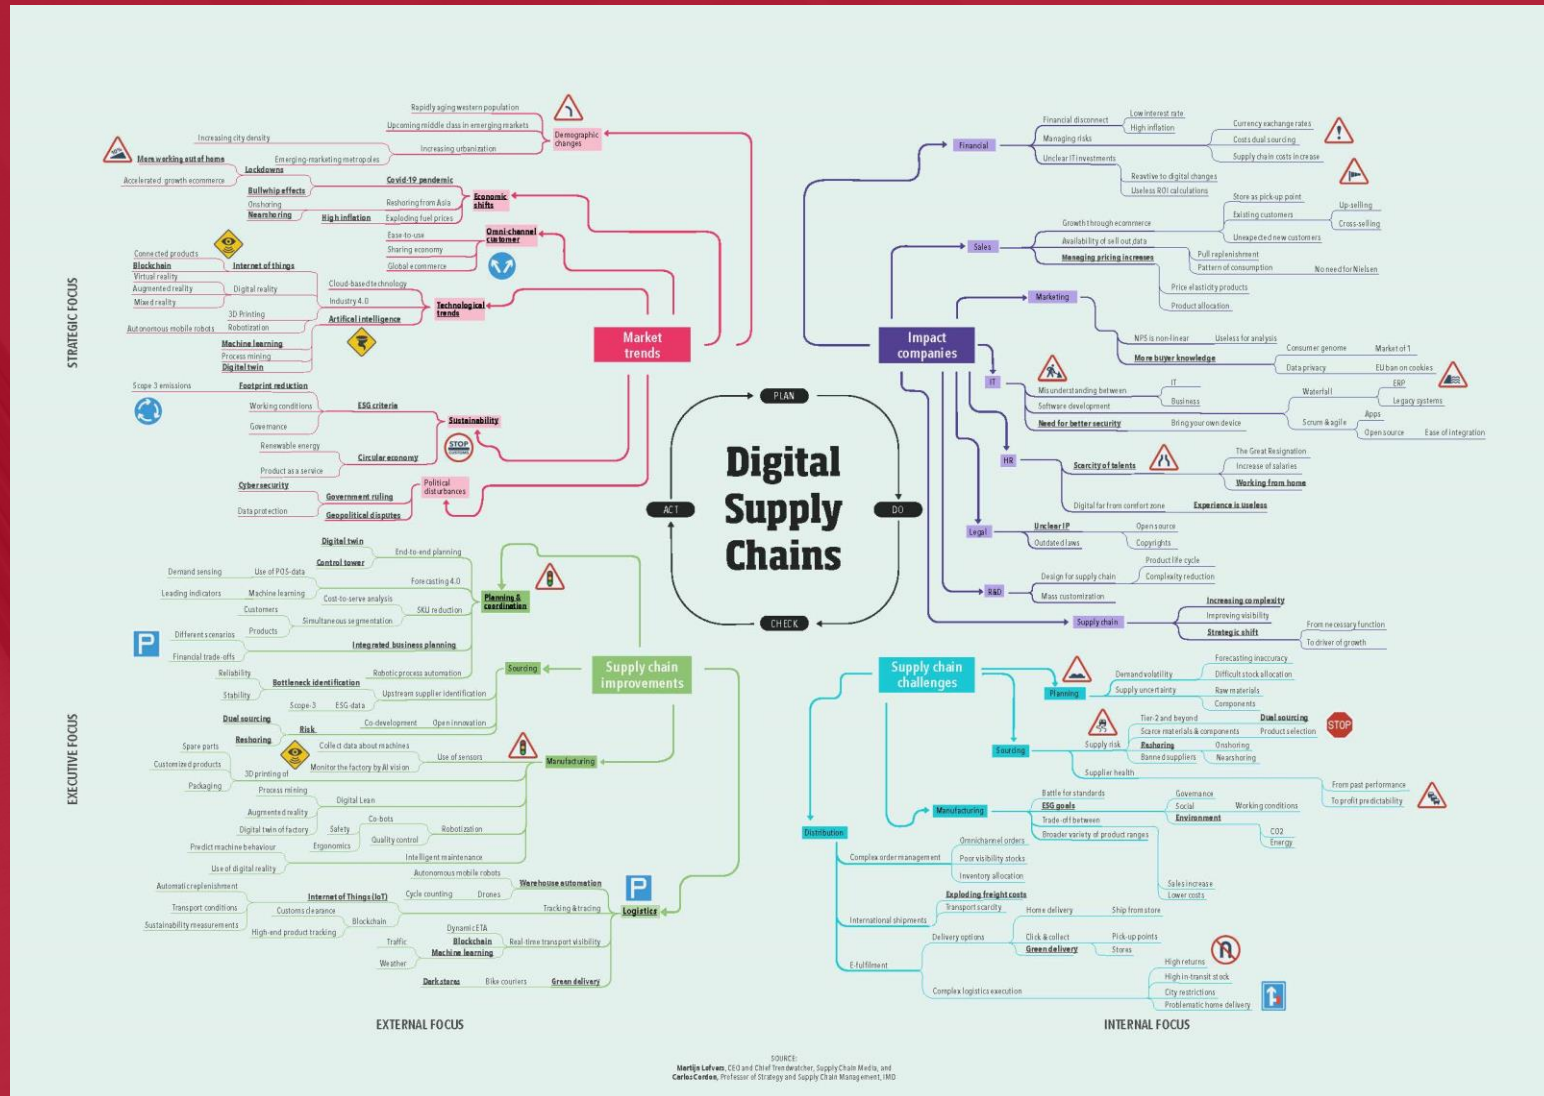 Rapidly aging western population
Upcoming middle class in emerging markets
Increasing city density
Increasing urbanization
Emerging-marketing metropoles
Demographic
changes
More working out of home
Lockdowns
Accelerated growth ecommerce
Covid-19 pandemic
Bullwhip effects
Onshoring
Nearshoring
Reshoring from Asia
High inflation
Exploding fuel prices
Economic
shifts
Ease-to-use
Sharing economy
Global ecommerce
Omni-channel
customer
Connected products
Blockchain
Internet of things
Virtual reality
Augmented reality
Mixed reality
Digital reality
Cloud-based technology
Industry 4.0
3D Printing
Autonomous mobile robots
Robotization
Artifical intelligence
Machine learning
Process mining
Digital twin
Technological
trends
Market
trends
STRATEGIC FOCUS
Scope 3 emissions
Footprint reduction
Working conditions
ESG criteria
Governance
Sustainability
STOP
Renewable energy
Circular economy
Product as a service
Cybersecurity
Government ruling
Data protection
Geopolitical disputes
Political
disturbances
Financial
Financial disconnect
Low interest rate
High inflation
Managing risks
Currency exchange rates
Costs dual sourcing
Supply chain costs increase
Unclear IT investments
Reavtive to digital changes
Useless ROI calculations
Sales
Growth through ecommerce
Store as pick-up point
Existing customers
Up-selling
Cross-selling
Unexpected new customers
Availability of sell out data
Pull replenishment
Pattern of consumption
No need for Nielsen
Managing pricing increases
Price elasticity products
Product allocation
Marketing
NPS is non-linear
Useless for analysis
More buyer knowledge
Consumer genome
Market of 1
Data privacy
EU ban on cookies
Impact
companies
IT
Misunderstanding between
IT
Business
Software development
Waterfall
ERP
Legacy systems
Scrum & agile
Apps
Open source
Ease of integration
Need for better security
Bring your own device
HR
Scarcity of talents
The Great Resignation
Increase of salaries
Working from home
Digital far from comfort zone
Experience is useless
Legal
Unclear IP
Open source
Copyrights
Outdated laws
R&D
Design for supply chain
Product life cycle
Complexity reduction
Mass customization
Supply chain
Increasing complexity
Improving visibility
Strategic shift
From necessary function
To driver of growth
PLAN
DO
CHECK
ACT
Digital
Supply
Chains
Digital twin
Control tower
End-to-end planning
Demand sensing
Use of POS-data
Leading indicators
Machine learning
Forecasting 4.0
Cost-to-serve analysis
Customers
Products
Simultaneous segmentation
SKU reduction
Different scenarios
Financial trade-offs
Integrated business planning
Robotic process automation
Planning &
coordination
P
Reliability
Stability
Bottleneck identification
Scope-3
ESG-data
Upstream supplier identification
Dual sourcing
Reshoring
Risk
Co-development
Open innovation
Sourcing
Supply chain
improvements
EXECUTIVE FOCUS
Collect data about machines
Monitor the factory by AI vision
Use of sensors
Spare parts
Customized products
Packaging
3D printing of
Process mining
Augmented reality
Digital twin of factory
Digital Lean
Safety
Ergonomics
Co-bots
Quality control
Robotization
Predict machine behaviour
Use of digital reality
Intelligent maintenance
Manufacturing
Autonomous mobile robots
Cycle counting
Drones
Warehouse automation
P
Automatic replenishment
Transport conditions
Sustainability measurements
Internet of Things (IoT)
Customs clearance
High-end product tracking
Blockchain
Tracking & tracing
Dynamic ETA
Blockchain
Traffic
Weather
Machine learning
Real-time transport visibility
Darkstores
Bike couriers
Green delivery
Logistics
Supply chain
challenges
Planning
Demand volatility
Forecasting inaccuracy
Difficult stock allocation
Supply uncertainty
Raw materials
Components
Sourcing
Supply risk
Tier-2 and beyond
Dual sourcing
Scarce materials & components
Product selection
STOP
Reshoring
Onshoring
Nearshoring
Banned suppliers
Supplier health
From past performance
To profit predictability
Manufacturing
Battle for standards
ESG goals
Governance
Social
Working conditions
Environment
CO2
Energy
Trade-off between
Sales increase
Lower costs
Broader variety of product ranges
Distribution
Complex order management
Omnichannel orders
Poor visibility stocks
Inventory allocation
International shipments
Exploding freight costs
Transport scarcity
E-fulfilment
Delivery options
Home delivery
Ship from store
Click & collect
Pick-up points
Stores
Green delivery
Complex logistics execution
High returns
High in-transit stock
City restrictions
Problematic home delivery
EXTERNAL FOCUS
INTERNAL FOCUS
SOURCE:
Martijn Lofvers, CEO and Chief Trendwatcher, Supply Chain Media, and
Carlos Cordon, Professor of Strategy and Supply Chain Management, IMD